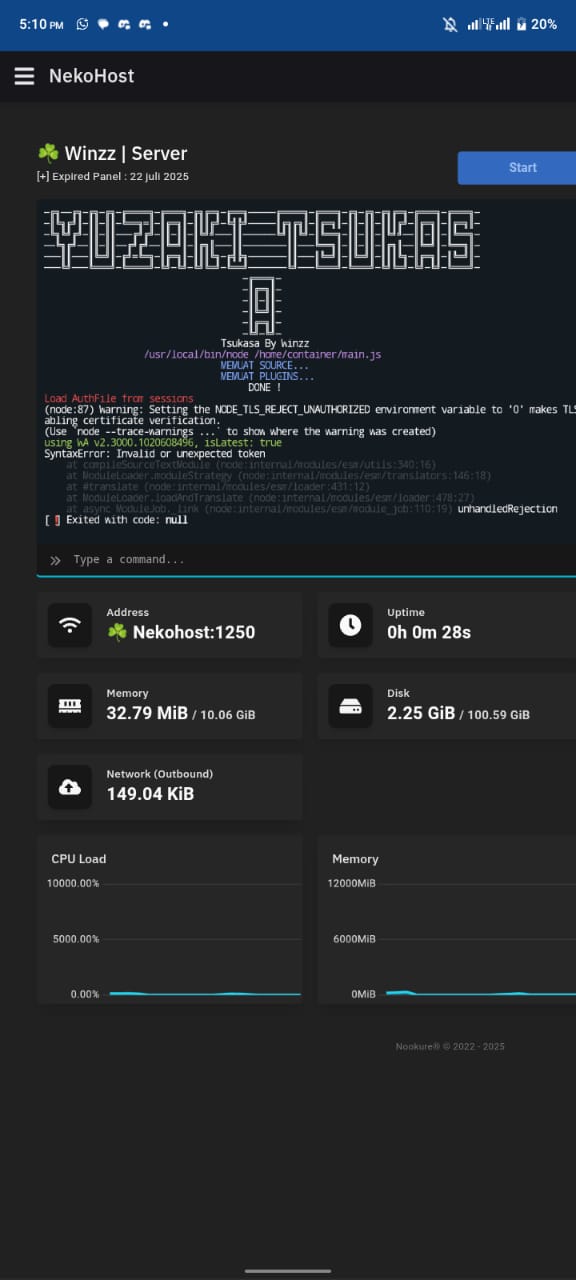 5:10 PM
LTE 20%
NekoHost
☘️ Winzz | Server
[+] Expired Panel : 22 juli 2025
Start
YUZAKI TSUKAS
A
Tsukasa By Winzz
/usr/local/bin/node /home/container/main.js
MEMUAT SOURCE...
MEMUAT PLUGINS...
DONE !
Load AuthFile from sessions
(node:87) Warning: Setting the NODE_TLS_REJECT_UNAUTHORIZED environment variable to '0' makes TLS
abling certificate verification.
(Use `node --trace-warnings ...` to show where the warning was created)
using WA v2.3000.1020608496, isLatest: true
SyntaxError: Invalid or unexpected token
at compileSourceTextModule (node:internal/modules/esm/utils:340:16)
at ModuleLoader.moduleStrategy (node:internal/modules/esm/translators:146:18)
at #translate (node:internal/modules/esm/loader:431:12)
at ModuleLoader.loadAndTranslate (node:internal/modules/esm/loader:478:27)
at async ModuleJob._link (node:internal/modules/esm/module_job:110:19) unhandledRejection
[❗] Exited with code: null
Type a command...
Address
☘️ Nekohost:1250
Uptime
0h 0m 28s
Memory
32.79 MiB / 10.06 GiB
Disk
2.25 GiB / 100.59 GiB
Network (Outbound)
149.04 KiB
CPU Load
10000.00%
5000.00%
0.00%
Memory
12000MiB
6000MiB
0MiB
Nookure® © 2022 - 2025